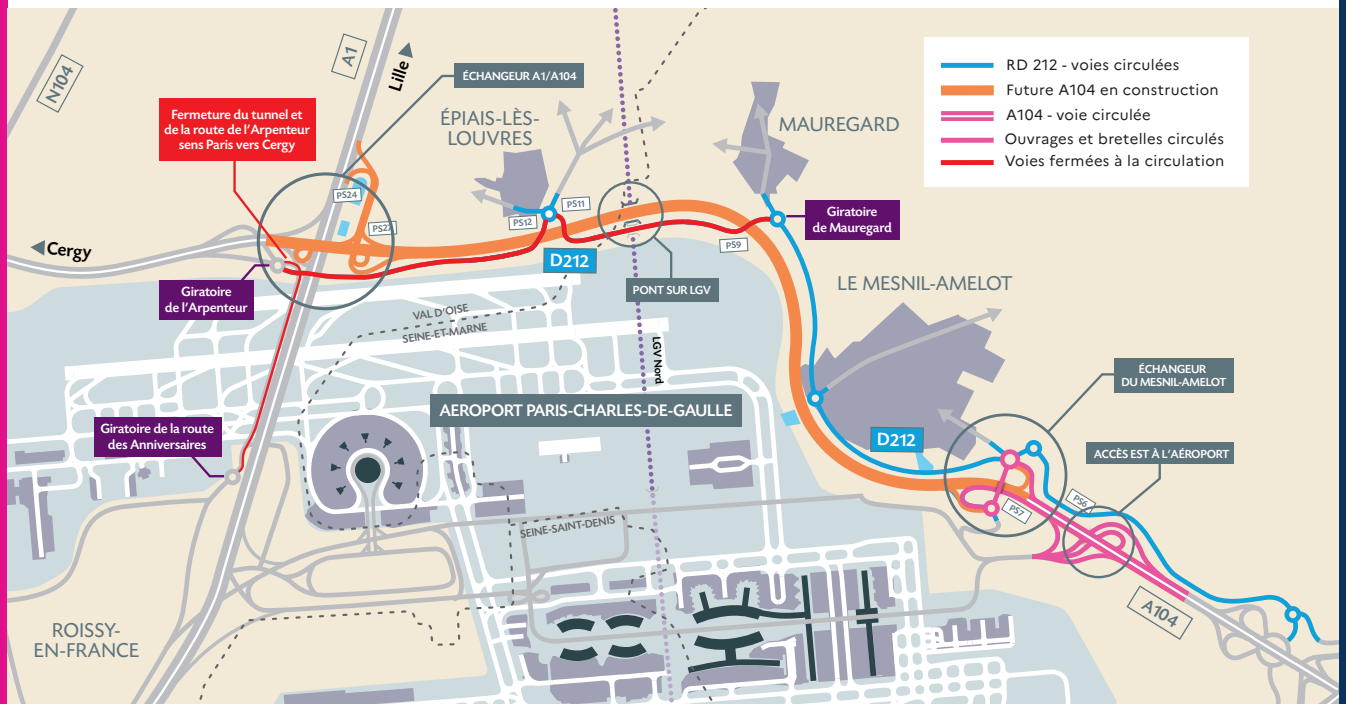 N104
A1
Lille
ÉCHANGEUR A1/A104
Fermeture du tunnel et
de la route de l'Arpenteur
sens Paris vers Cergy
ÉPIAIS-LÈS-
LOUVRES
MAUREGARD
RD 212 - voies circulées
Future A104 en construction
A104 - voie circulée
Ouvrages et bretelles circulés
Voies fermées à la circulation
PS24
PS22
PS12
PS11
PS9
Cergy
D212
Giratoire
de Mauregard
Giratoire
de l'Arpenteur
PONT SUR LGV
LE MESNIL-AMELOT
VAL D'OISE
SEINE-ET-MARNE
LGV Nord
ÉCHANGEUR
DU MESNIL-AMELOT
AEROPORT PARIS-CHARLES-DE-GAULLE
Giratoire de la route
des Anniversaires
D212
ACCÈS EST À L'AÉROPORT
PS6
PS7
SEINE-SAINT-DENIS
A104
ROISSY-
EN-FRANCE